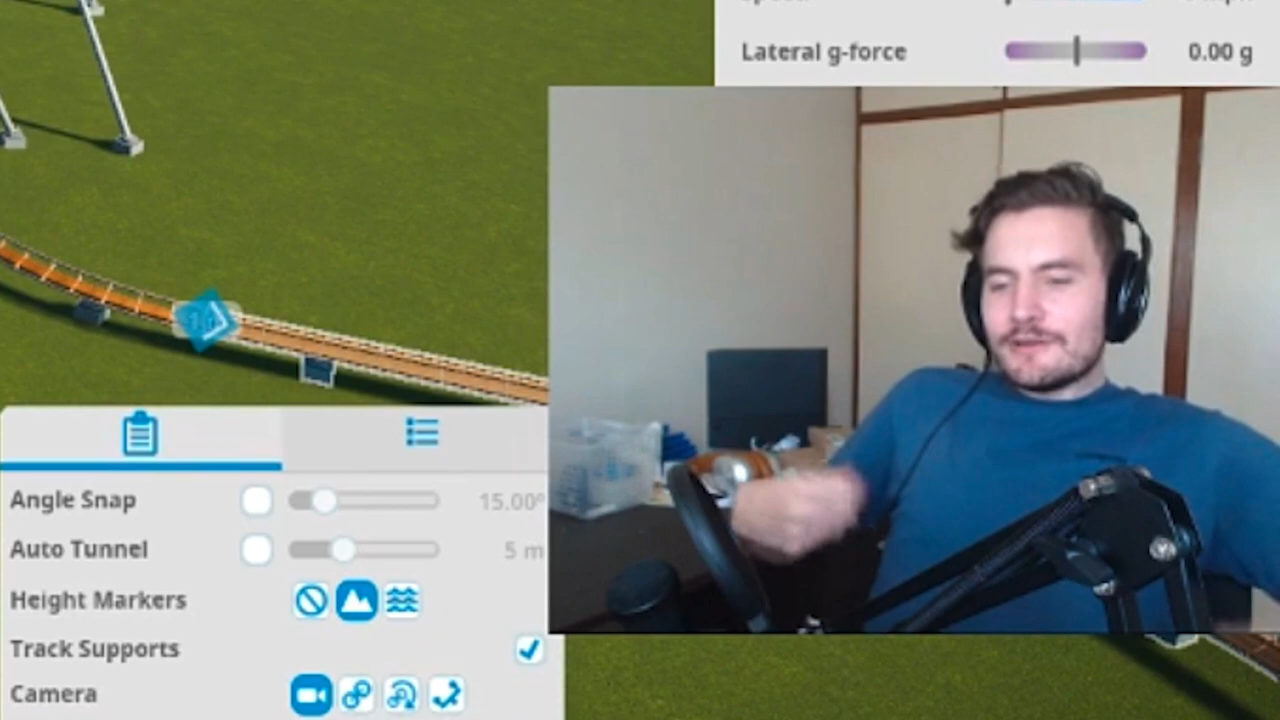 Lateral g-force 0.00 g
Angle Snap 15.00°
Auto Tunnel 5 m
Height Markers
Track Supports
Camera